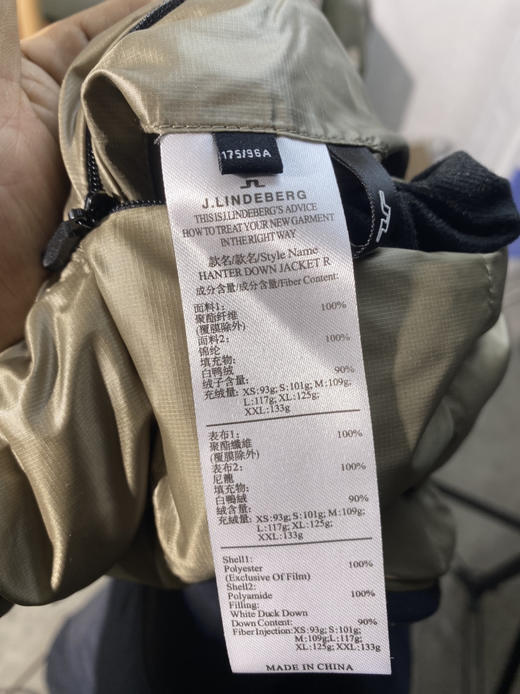 175/96A
J.LINDEBERG
THIS IS J.LINDEBERG'S ADVICE
HOW TO TREAT YOUR NEW GARMENT
IN THE RIGHT WAY
款名/款名/Style Name
HANTER DOWN JACKET R
成分含量/成分含量/Fiber Content:
面料1: 100%
聚酯纤维
(覆膜除外)
面料2: 100%
锦纶
填充物:
白鸭绒
绒子含量: 90%
充绒量: XS:93g; S:101g; M:109g;
L:117g; XL:125g;
XXL:133g
表布1: 100%
聚酯纖維
(覆膜除外)
表布2: 100%
尼龍
填充物:
白鴨絨
絨含量: 90%
充絨量: XS:93g; S:101g; M:109g;
L:117g; XL:125g;
XXL:133g
Shell1:
Polyester 100%
(Exclusive Of Film)
Shell2:
Polyamide 100%
Filling:
White Duck Down
Down Content: 90%
Fiber Injection: XS:93g; S:101g;
M:109g; L:117g;
XL:125g; XXL:133g
MADE IN CHINA